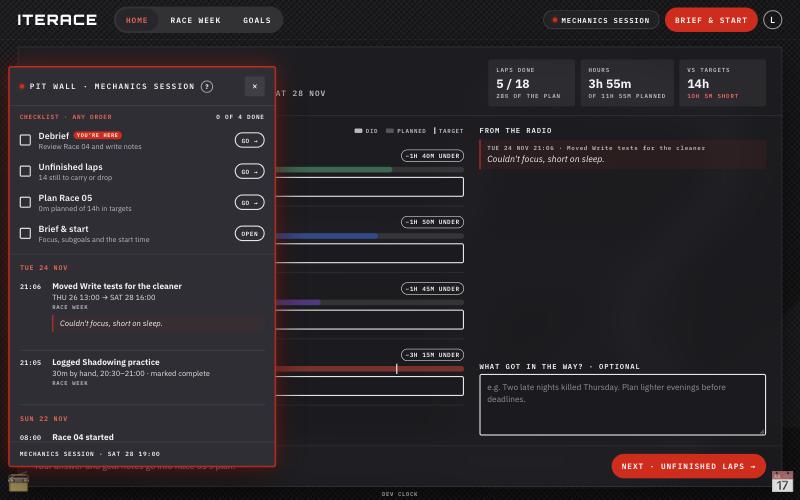 ITERACE
HOME
RACE WEEK
GOALS
MECHANICS SESSION
BRIEF & START
L
PIT WALL · MECHANICS SESSION ?
×
CHECKLIST · ANY ORDER
0 OF 4 DONE
Debrief YOU'RE HERE
Review Race 04 and write notes
GO →
Unfinished laps
14 still to carry or drop
GO →
Plan Race 05
0m planned of 14h in targets
GO →
Brief & start
Focus, subgoals and the start time
OPEN
TUE 24 NOV
21:06 Moved Write tests for the cleaner
THU 26 13:00 → SAT 28 16:00
RACE WEEK
Couldn't focus, short on sleep.
21:05 Logged Shadowing practice
30m by hand, 20:30–21:00 · marked complete
RACE WEEK
SUN 22 NOV
08:00 Race 04 started
MECHANICS SESSION · SAT 28 19:00
AT 28 NOV
LAPS DONE
5 / 18
28% OF THE PLAN
HOURS
3h 55m
OF 11H 55M PLANNED
VS TARGETS
14h
10H 5M SHORT
DID PLANNED TARGET
−1H 40M UNDER
−1H 50M UNDER
−1H 45M UNDER
−3H 15M UNDER
FROM THE RADIO
TUE 24 NOV 21:06 · Moved Write tests for the cleaner
Couldn't focus, short on sleep.
WHAT GOT IN THE WAY? · OPTIONAL
e.g. Two late nights killed Thursday. Plan lighter evenings before
deadlines.
NEXT · UNFINISHED LAPS →
DEV CLOCK
17